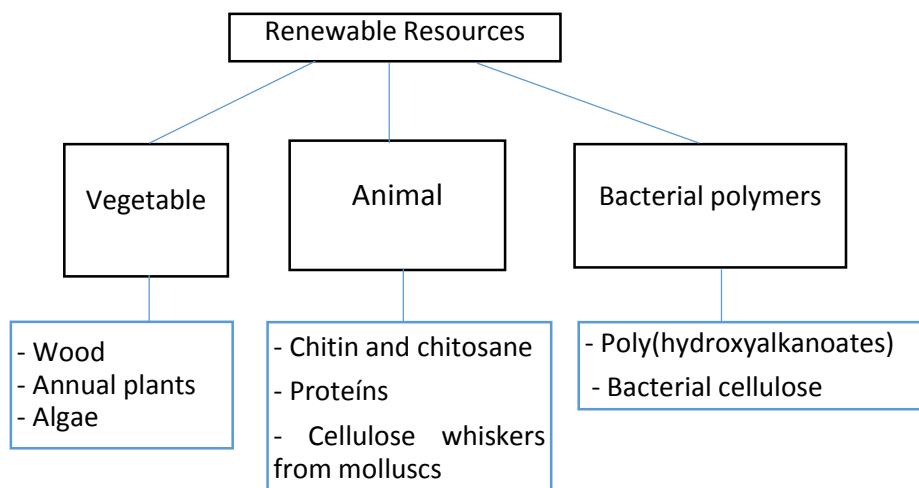 Renewable Resources
Vegetable
Animal
Bacterial polymers
- Wood
- Annual plants
- Algae
- Chitin and chitosane
- Proteíns
- Cellulose whiskers
from molluscs
- Poly(hydroxyalkanoates)
- Bacterial cellulose